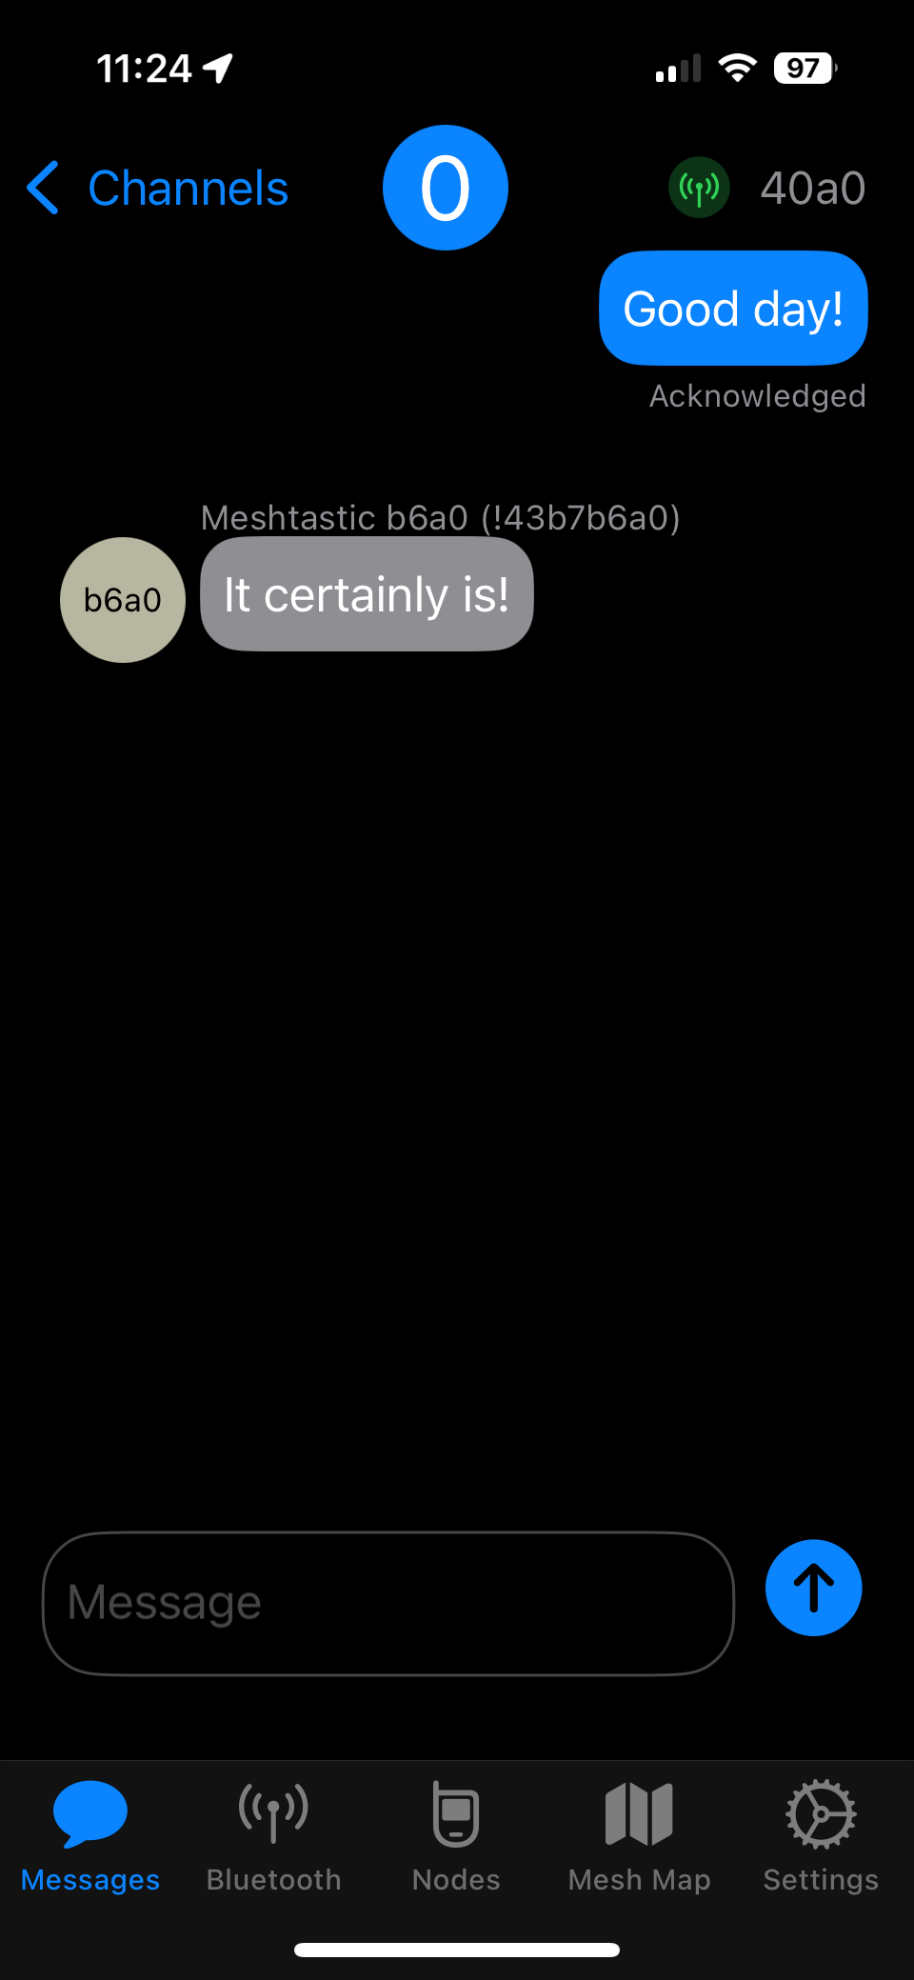 11:24
97
Channels
0
40a0
Good day!
Acknowledged
Meshtastic b6a0 (!43b7b6a0)
b6a0
It certainly is!
Message
Messages
Bluetooth
Nodes
Mesh Map
Settings